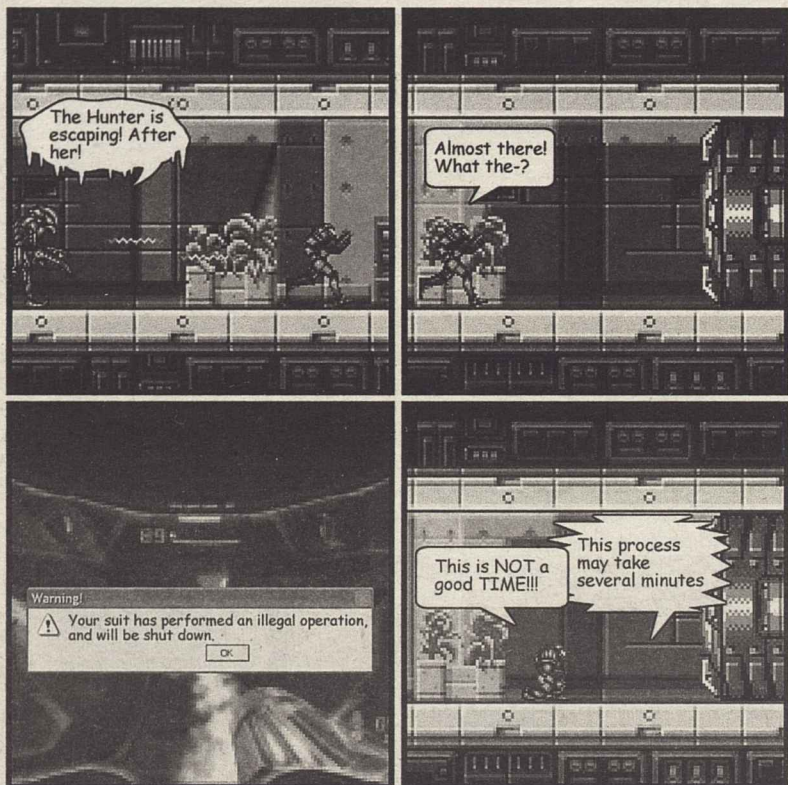 The Hunter is
escaping! After
her!
Almost there!
What the-?
Warning!
Your suit has performed an illegal operation,
and will be shut down.
OK
This is NOT a
good TIME!!!
This process
may take
several minutes